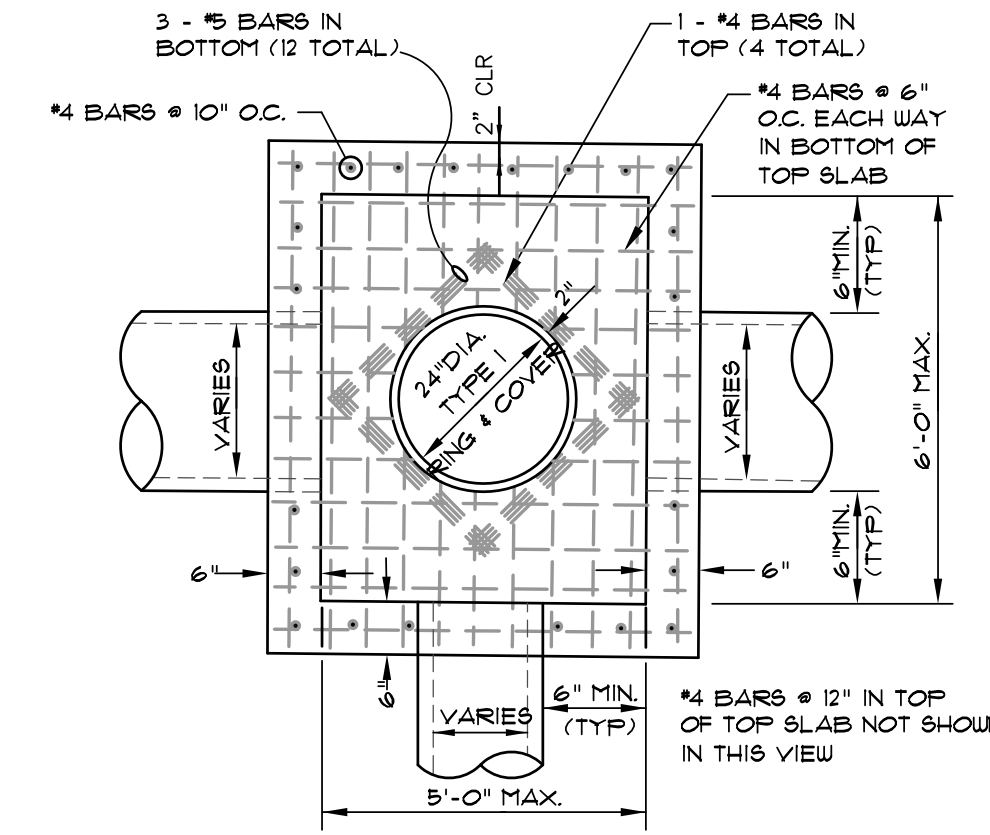 3 - #5 BARS IN
BOTTOM (12 TOTAL)
1 - #4 BARS IN
TOP (4 TOTAL)
#4 BARS @ 10" O.C.
2" CLR
#4 BARS @ 6"
O.C. EACH WAY
IN BOTTOM OF
TOP SLAB
6"MIN.
(TYP)
2"
24"DIA.
TYPE 1
RING & COVER
VARIES
VARIES
6'-0" MAX.
6"MIN.
(TYP)
6"
6"
6"
6" MIN.
(TYP)
VARIES
5'-0" MAX.
#4 BARS @ 12" IN TOP
OF TOP SLAB NOT SHOW
IN THIS VIEW